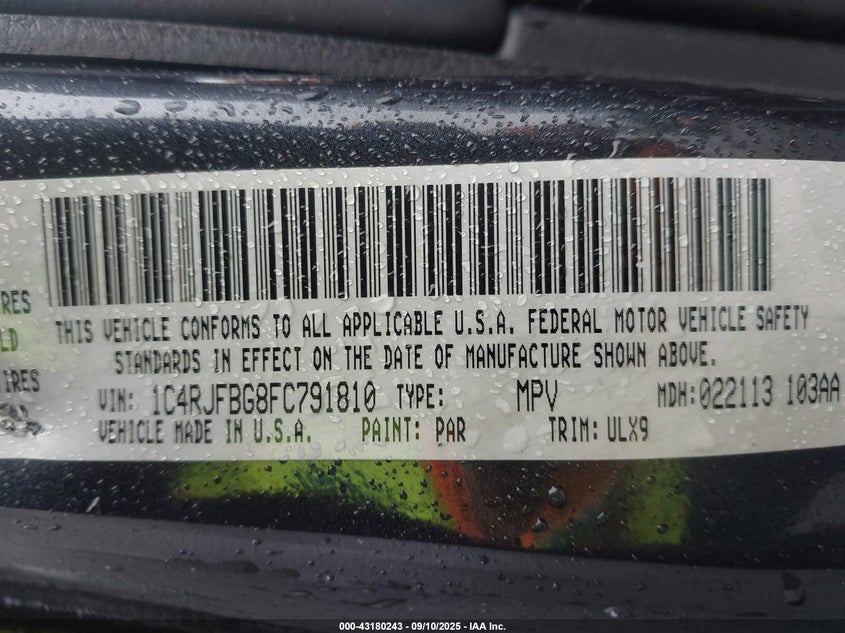 RES
LD
IRES
THIS VEHICLE CONFORMS TO ALL APPLICABLE U.S.A. FEDERAL MOTOR VEHICLE SAFETY
STANDARDS IN EFFECT ON THE DATE OF MANUFACTURE SHOWN ABOVE.
VIN: 1C4RJFBG8FC791810 TYPE: MPV MDH: 022113 103AA
VEHICLE MADE IN U.S.A. PAINT: PAR TRIM: ULX9
000-43180243 - 09/10/2025 - IAA Inc.